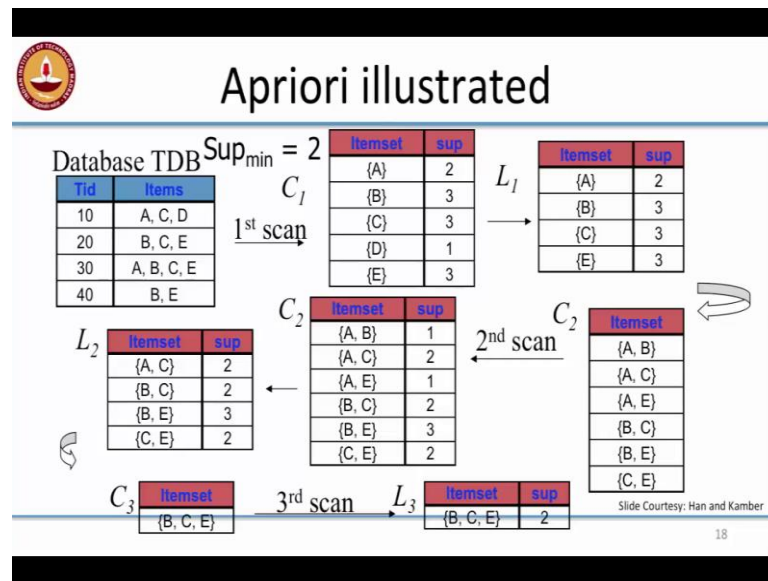 Apriori illustrated
Database TDB
Sup_min = 2
Tid Items
10 A, C, D
20 B, C, E
30 A, B, C, E
40 B, E
1st scan
C1
Itemset sup
{A} 2
{B} 3
{C} 3
{D} 1
{E} 3
L1
Itemset sup
{A} 2
{B} 3
{C} 3
{E} 3
C2
Itemset
{A, B}
{A, C}
{A, E}
{B, C}
{B, E}
{C, E}
2nd scan
C2
Itemset sup
{A, B} 1
{A, C} 2
{A, E} 1
{B, C} 2
{B, E} 3
{C, E} 2
L2
Itemset sup
{A, C} 2
{B, C} 2
{B, E} 3
{C, E} 2
C3
Itemset
{B, C, E}
3rd scan
L3
Itemset sup
{B, C, E} 2
Slide Courtesy: Han and Kamber
18